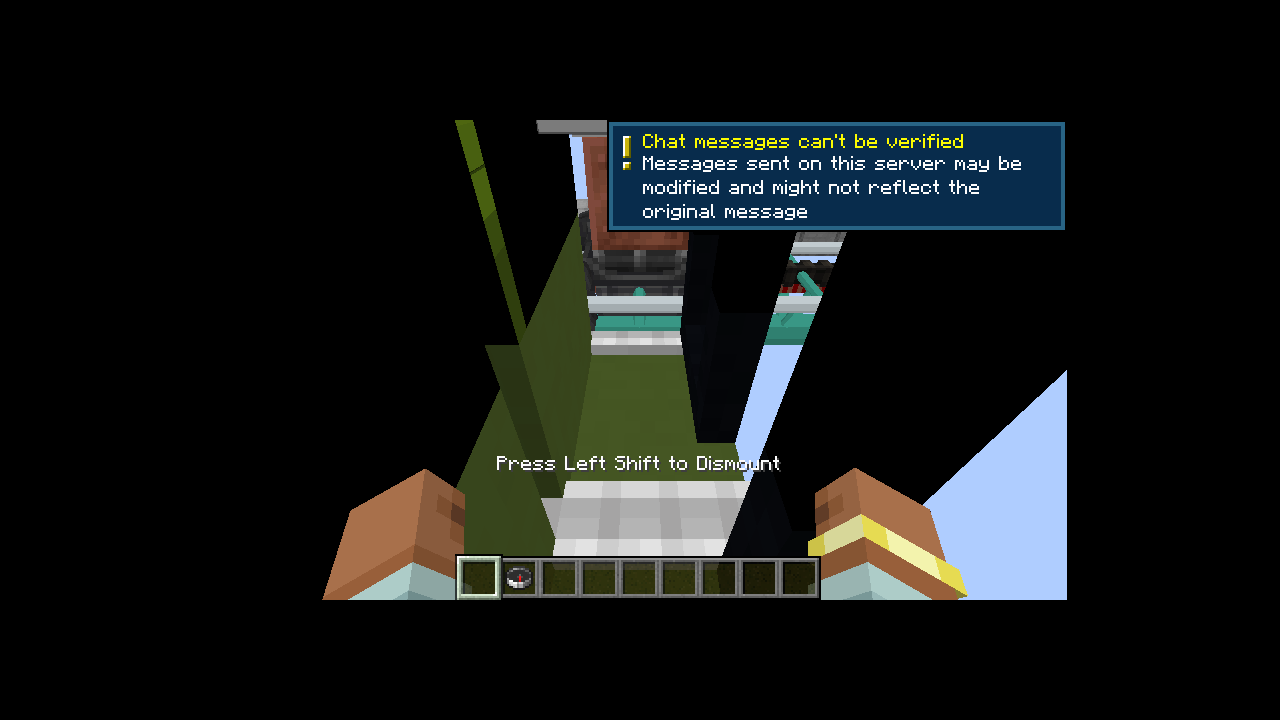 Chat messages can't be verified
Messages sent on this server may be
modified and might not reflect the
original message
Press Left Shift to Dismount